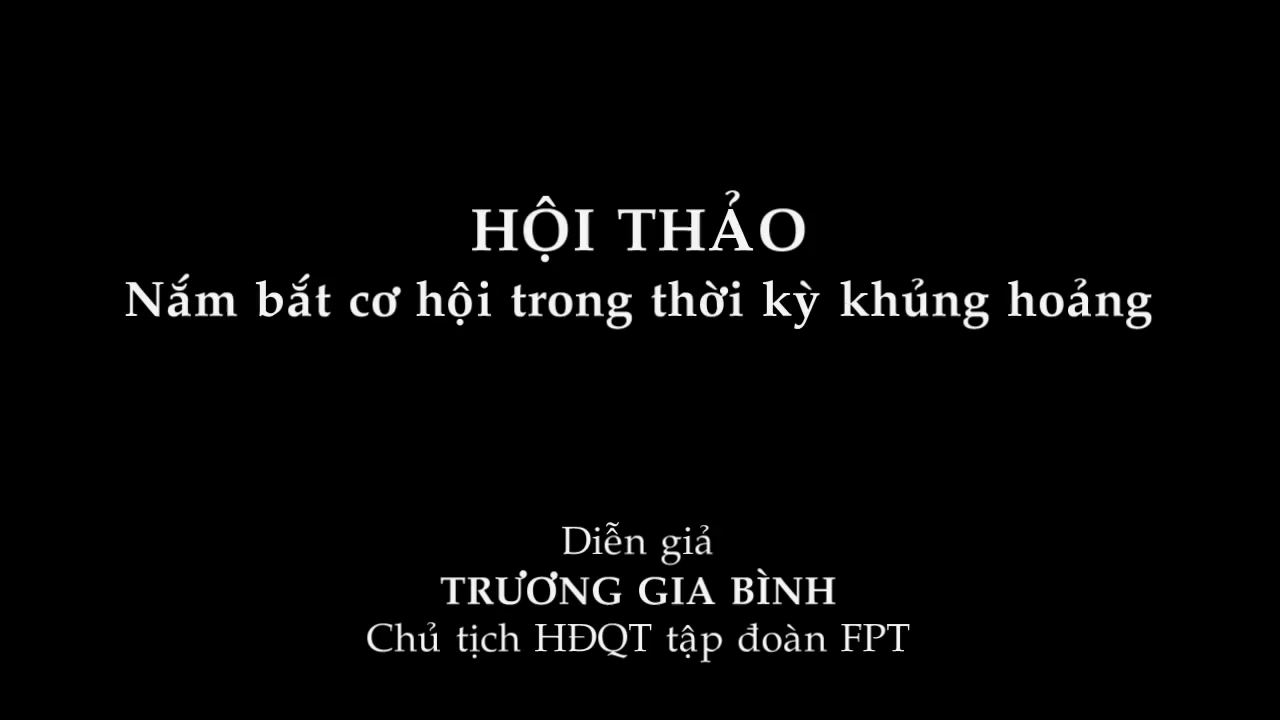 HỘI THẢO
Nắm bắt cơ hội trong thời kỳ khủng hoảng
Diễn giả
TRƯƠNG GIA BÌNH
Chủ tịch HĐQT tập đoàn FPT